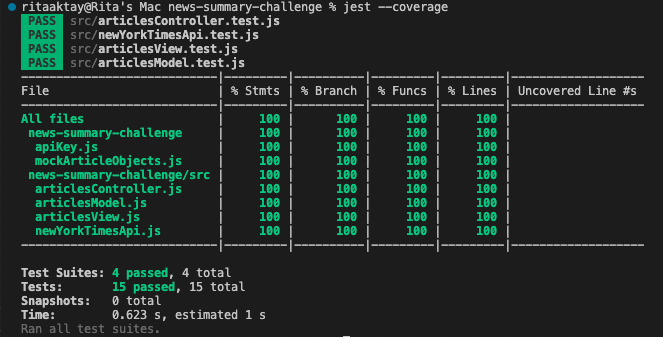 ritaaktay@Rita's Mac news-summary-challenge % jest --coverage
PASS src/articlesController.test.js
PASS src/newYorkTimesApi.test.js
PASS src/articlesView.test.js
PASS src/articlesModel.test.js
File | % Stmts | % Branch | % Funcs | % Lines | Uncovered Line #s
All files | 100 | 100 | 100 | 100 |
news-summary-challenge | 100 | 100 | 100 | 100 |
apiKey.js | 100 | 100 | 100 | 100 |
mockArticleObjects.js | 100 | 100 | 100 | 100 |
news-summary-challenge/src | 100 | 100 | 100 | 100 |
articlesController.js | 100 | 100 | 100 | 100 |
articlesModel.js | 100 | 100 | 100 | 100 |
articlesView.js | 100 | 100 | 100 | 100 |
newYorkTimesApi.js | 100 | 100 | 100 | 100 |
Test Suites: 4 passed, 4 total
Tests: 15 passed, 15 total
Snapshots: 0 total
Time: 0.623 s, estimated 1 s
Ran all test suites.